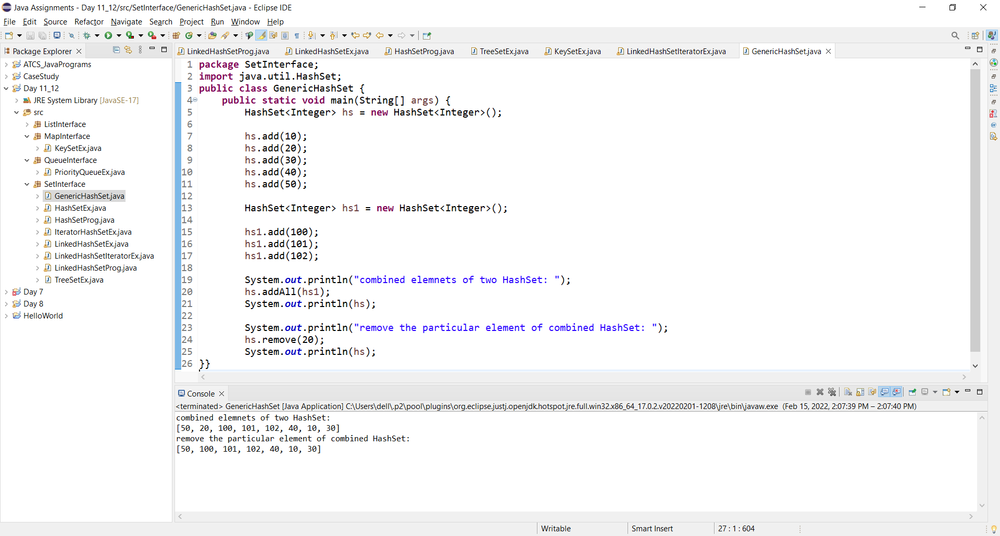 Java Assignments - Day 11_12/src/SetInterface/GenericHashSet.java - Eclipse IDE
File Edit Source Refactor Navigate Search Project Run Window Help
Package Explorer
ATCS_JavaPrograms
CaseStudy
Day 11_12
JRE System Library [JavaSE-17]
src
ListInterface
MapInterface
KeySetEx.java
QueueInterface
PriorityQueueEx.java
SetInterface
GenericHashSet.java
HashSetEx.java
HashSetProg.java
IteratorHashSetEx.java
LinkedHashSetEx.java
LinkedHashSetIteratorEx.java
LinkedHashSetProg.java
TreeSetEx.java
Day 7
Day 8
HelloWorld
LinkedHashSetProg.java LinkedHashSetEx.java HashSetProg.java TreeSetEx.java KeySetEx.java LinkedHashSetIteratorEx.java GenericHashSet.java
1 package SetInterface;
2 import java.util.HashSet;
3 public class GenericHashSet {
4 public static void main(String[] args) {
5 HashSet<Integer> hs = new HashSet<Integer>();
6
7 hs.add(10);
8 hs.add(20);
9 hs.add(30);
10 hs.add(40);
11 hs.add(50);
12
13 HashSet<Integer> hs1 = new HashSet<Integer>();
14
15 hs1.add(100);
16 hs1.add(101);
17 hs1.add(102);
18
19 System.out.println("combined elemnets of two HashSet: ");
20 hs.addAll(hs1);
21 System.out.println(hs);
22
23 System.out.println("remove the particular element of combined HashSet: ");
24 hs.remove(20);
25 System.out.println(hs);
26 }}
Console
<terminated> GenericHashSet [Java Application] C:\Users\dell\.p2\pool\plugins\org.eclipse.justj.openjdk.hotspot.jre.full.win32.x86_64_17.0.2.v20220201-1208\jre\bin\javaw.exe (Feb 15, 2022, 2:07:39 PM – 2:07:40 PM)
combined elemnets of two HashSet:
[50, 20, 100, 101, 102, 40, 10, 30]
remove the particular element of combined HashSet:
[50, 100, 101, 102, 40, 10, 30]
Writable Smart Insert 27 : 1 : 604